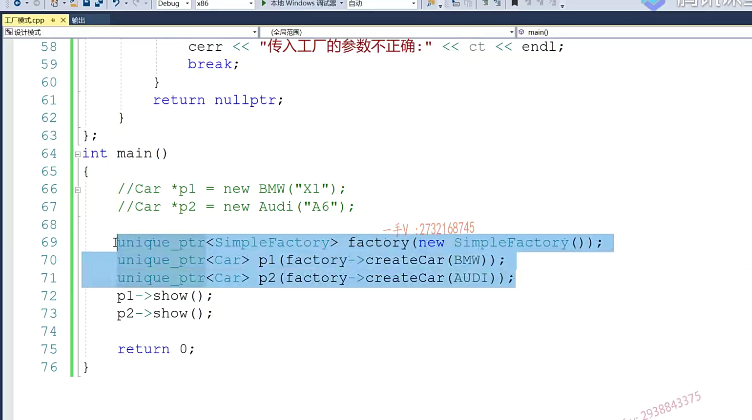 Debug x86 本地 Windows 调试器 自动
工厂模式.cpp 输出
设计模式 (全局范围) main()
58 cerr << "传入工厂的参数不正确:" << ct << endl;
59 break;
60 }
61 return nullptr;
62 }
63 };
64 int main()
65 {
66 //Car *p1 = new BMW("X1");
67 //Car *p2 = new Audi("A6");
68
一手V :2732168745
69 unique_ptr<SimpleFactory> factory(new SimpleFactory());
70 unique_ptr<Car> p1(factory->createCar(BMW));
71 unique_ptr<Car> p2(factory->createCar(AUDI));
72 p1->show();
73 p2->show();
74
75 return 0;
76 }
2938843375